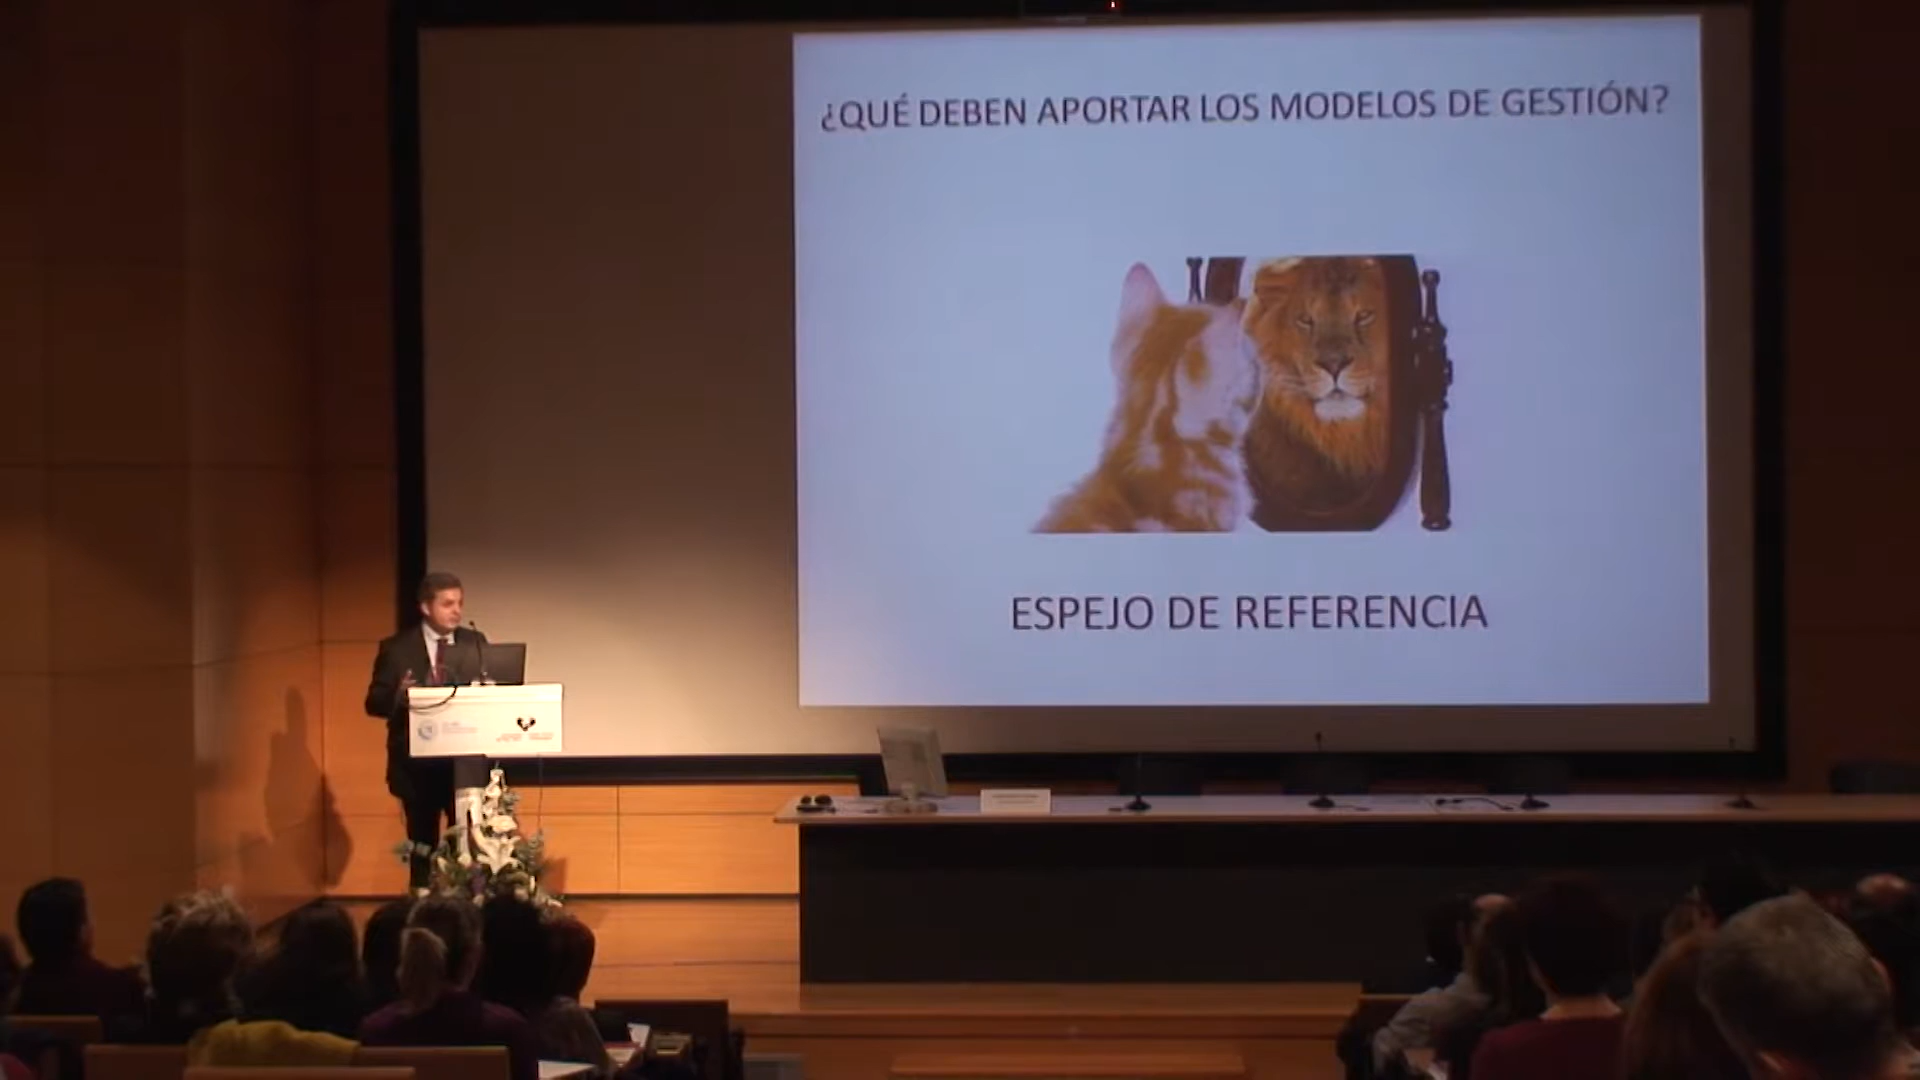 ¿QUÉ DEBEN APORTAR LOS MODELOS DE GESTIÓN?
ESPEJO DE REFERENCIA